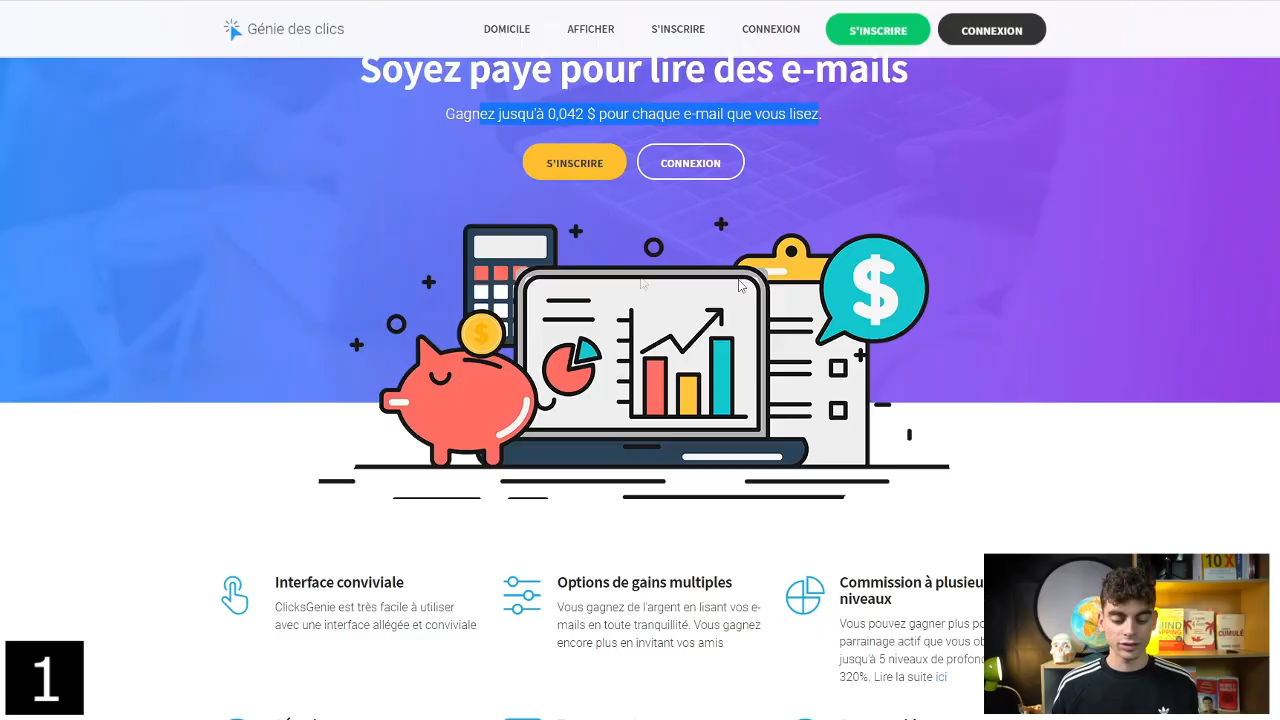 Génie des clics
DOMICILE
AFFICHER
S'INSCRIRE
CONNEXION
S'INSCRIRE
CONNEXION
Soyez payé pour lire des e-mails
Gagnez jusqu'à 0,042 $ pour chaque e-mail que vous lisez.
S'INSCRIRE
CONNEXION
$
$
Interface conviviale
ClicksGenie est très facile à utiliser
avec une interface allégée et conviviale
Options de gains multiples
Vous gagnez de l'argent en lisant vos e-
mails en toute tranquillité. Vous gagnez
encore plus en invitant vos amis
Commission à plusieu
niveaux
Vous pouvez gagner plus po
parrainage actif que vous ob
jusqu'à 5 niveaux de profon
320%. Lire la suite ici
10X
CUMULÉ
1